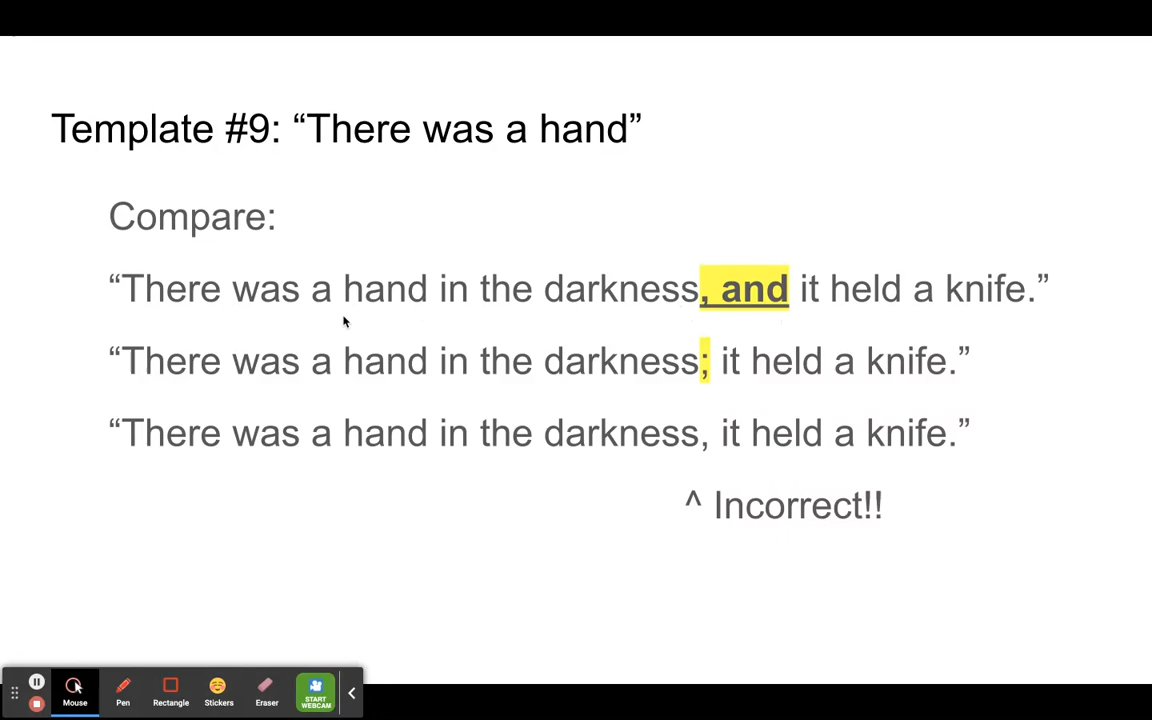 Template #9: “There was a hand”
Compare:
“There was a hand in the darkness, and it held a knife.”
“There was a hand in the darkness; it held a knife.”
“There was a hand in the darkness, it held a knife.”
^ Incorrect!!
Mouse Pen Rectangle Stickers Eraser START WEBCAM